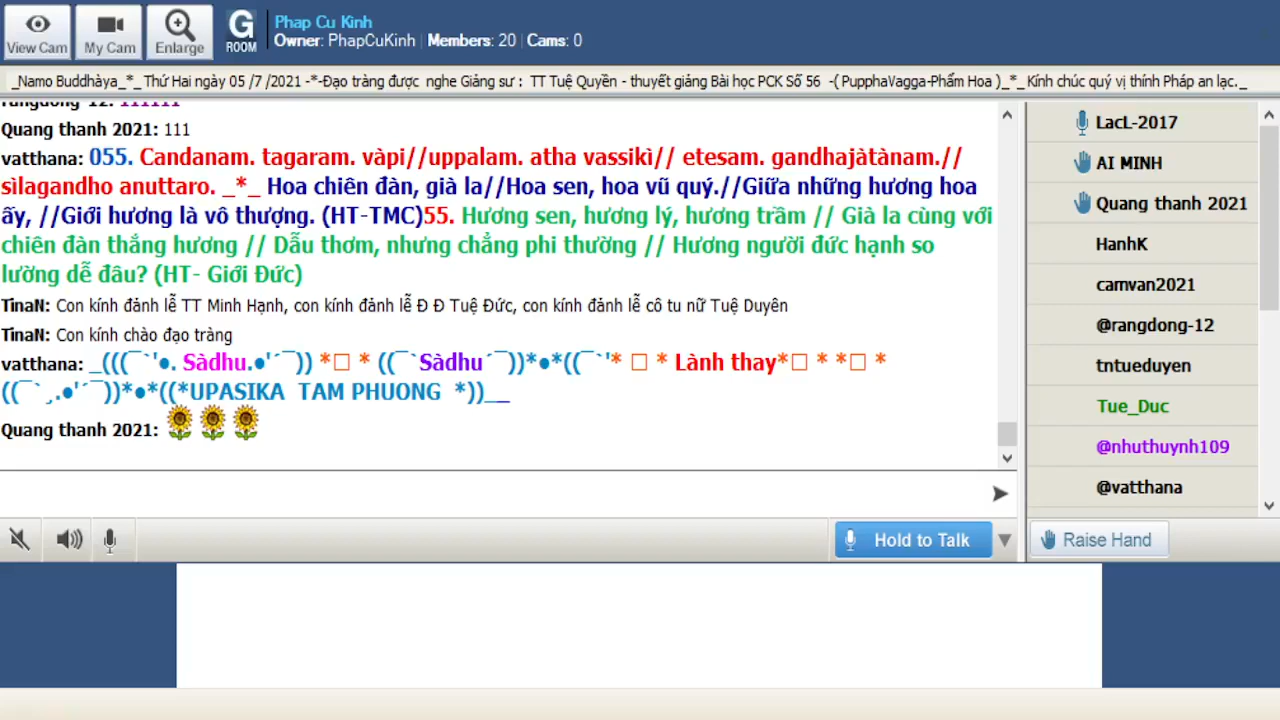 View Cam
My Cam
Enlarge
G
ROOM
Phap Cu Kinh
Owner: PhapCuKinh | Members: 20 | Cams: 0
_Namo Buddhàya_*_ Thứ Hai ngày 05 /7 /2021 -*-Đạo tràng được nghe Giảng sư : TT Tuệ Quyền - thuyết giảng Bài học PCK Số 56 -( PupphaVagga-Phẩm Hoa )_*_ Kính chúc quý vị thính Pháp an lạc._
rangdong-12: 111111
Quang thanh 2021: 111
vatthana: 055. Candanam. tagaram. vàpi//uppalam. atha vassikì// etesam. gandhajàtànam.//
sìlagandho anuttaro. _*_ Hoa chiên đàn, già la//Hoa sen, hoa vũ quý.//Giữa những hương hoa
ấy, //Giới hương là vô thượng. (HT-TMC)55. Hương sen, hương lý, hương trầm // Già la cùng với
chiên đàn thắng hương // Dẫu thơm, nhưng chẳng phi thường // Hương người đức hạnh so
lường dễ đâu? (HT- Giới Đức)
TinaN: Con kính đảnh lễ TT Minh Hạnh, con kính đảnh lễ Đ Đ Tuệ Đức, con kính đảnh lễ cô tu nữ Tuệ Duyên
TinaN: Con kính chào đạo tràng
vatthana: _(((¯`'•. Sàdhu.•'´¯)) *□ * ((¯`Sàdhu´¯))*•*((¯`'* □ * Lành thay*□ * *□ *
((¯`¸.•'´¯))*•*((*UPASIKA TAM PHUONG *))__
Quang thanh 2021:
Hold to Talk
LacL-2017
AI MINH
Quang thanh 2021
HanhK
camvan2021
@rangdong-12
tntueduyen
Tue_Duc
@nhuthuynh109
@vatthana
Raise Hand